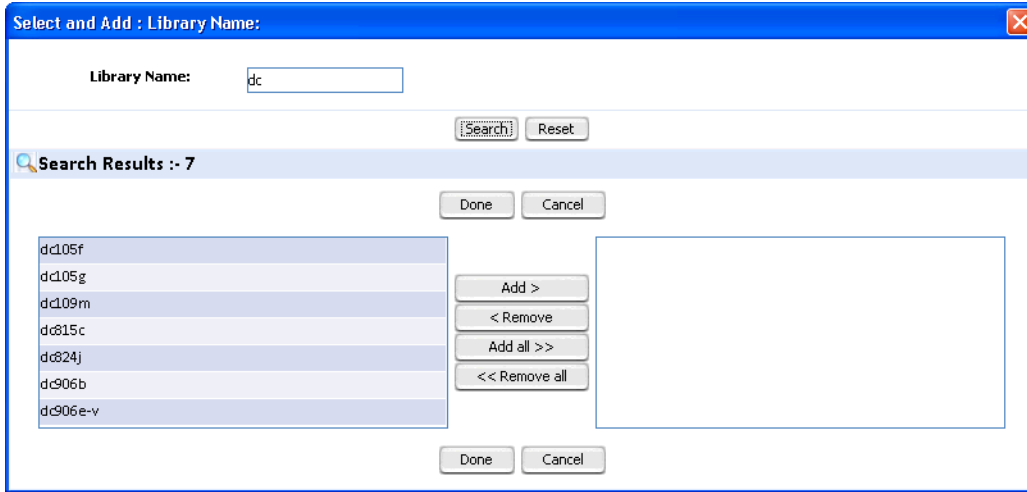 Select and Add : Library Name:
Library Name: dc
Search Reset
Search Results :- 7
Done Cancel
dc105f
dc105g
dc109m
dc815c
dc824j
dc906b
dc906e-v
Add >
< Remove
Add all >>
<< Remove all
Done Cancel